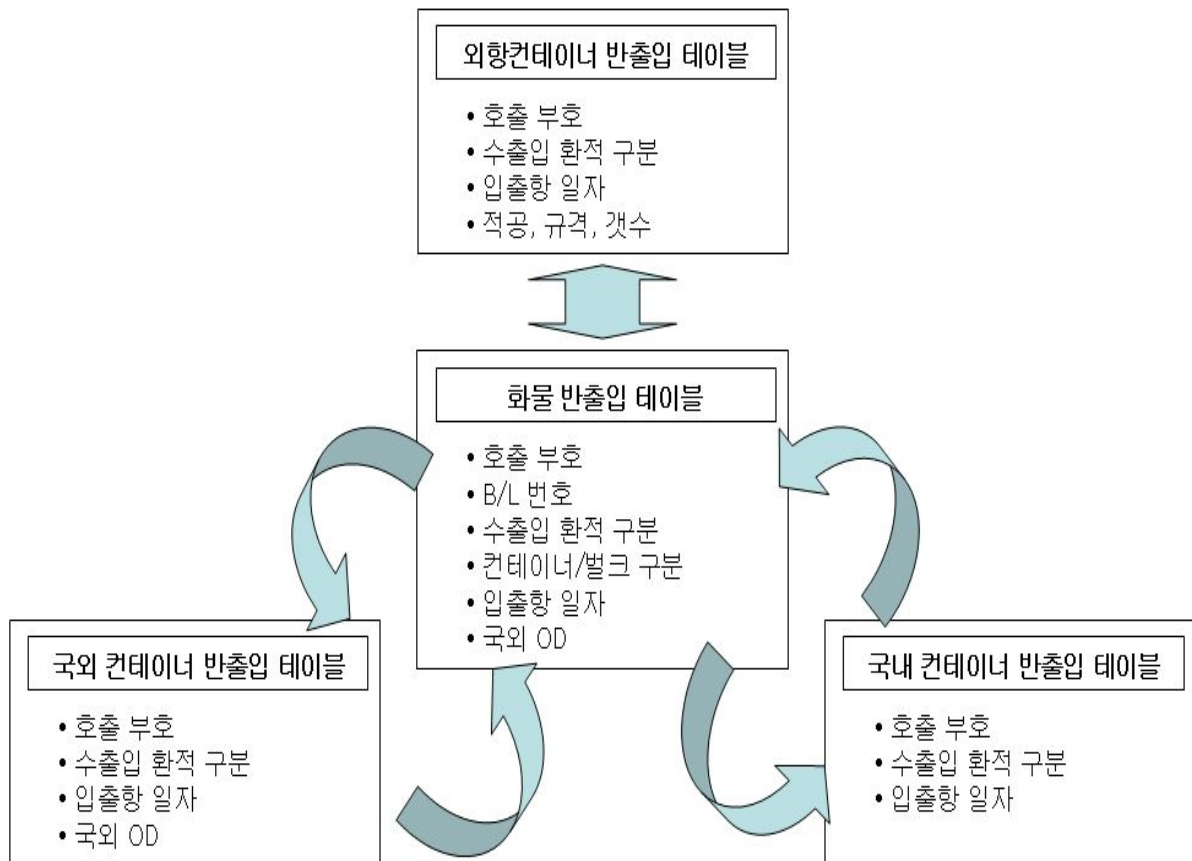 외항컨테이너 반출입 테이블
• 호출 부호
• 수출입 환적 구분
• 입출항 일자
• 적공, 규격, 갯수
화물 반출입 테이블
• 호출 부호
• B/L 번호
• 수출입 환적 구분
• 컨테이너/벌크 구분
• 입출항 일자
• 국외 OD
국외 컨테이너 반출입 테이블
• 호출 부호
• 수출입 환적 구분
• 입출항 일자
• 국외 OD
국내 컨테이너 반출입 테이블
• 호출 부호
• 수출입 환적 구분
• 입출항 일자